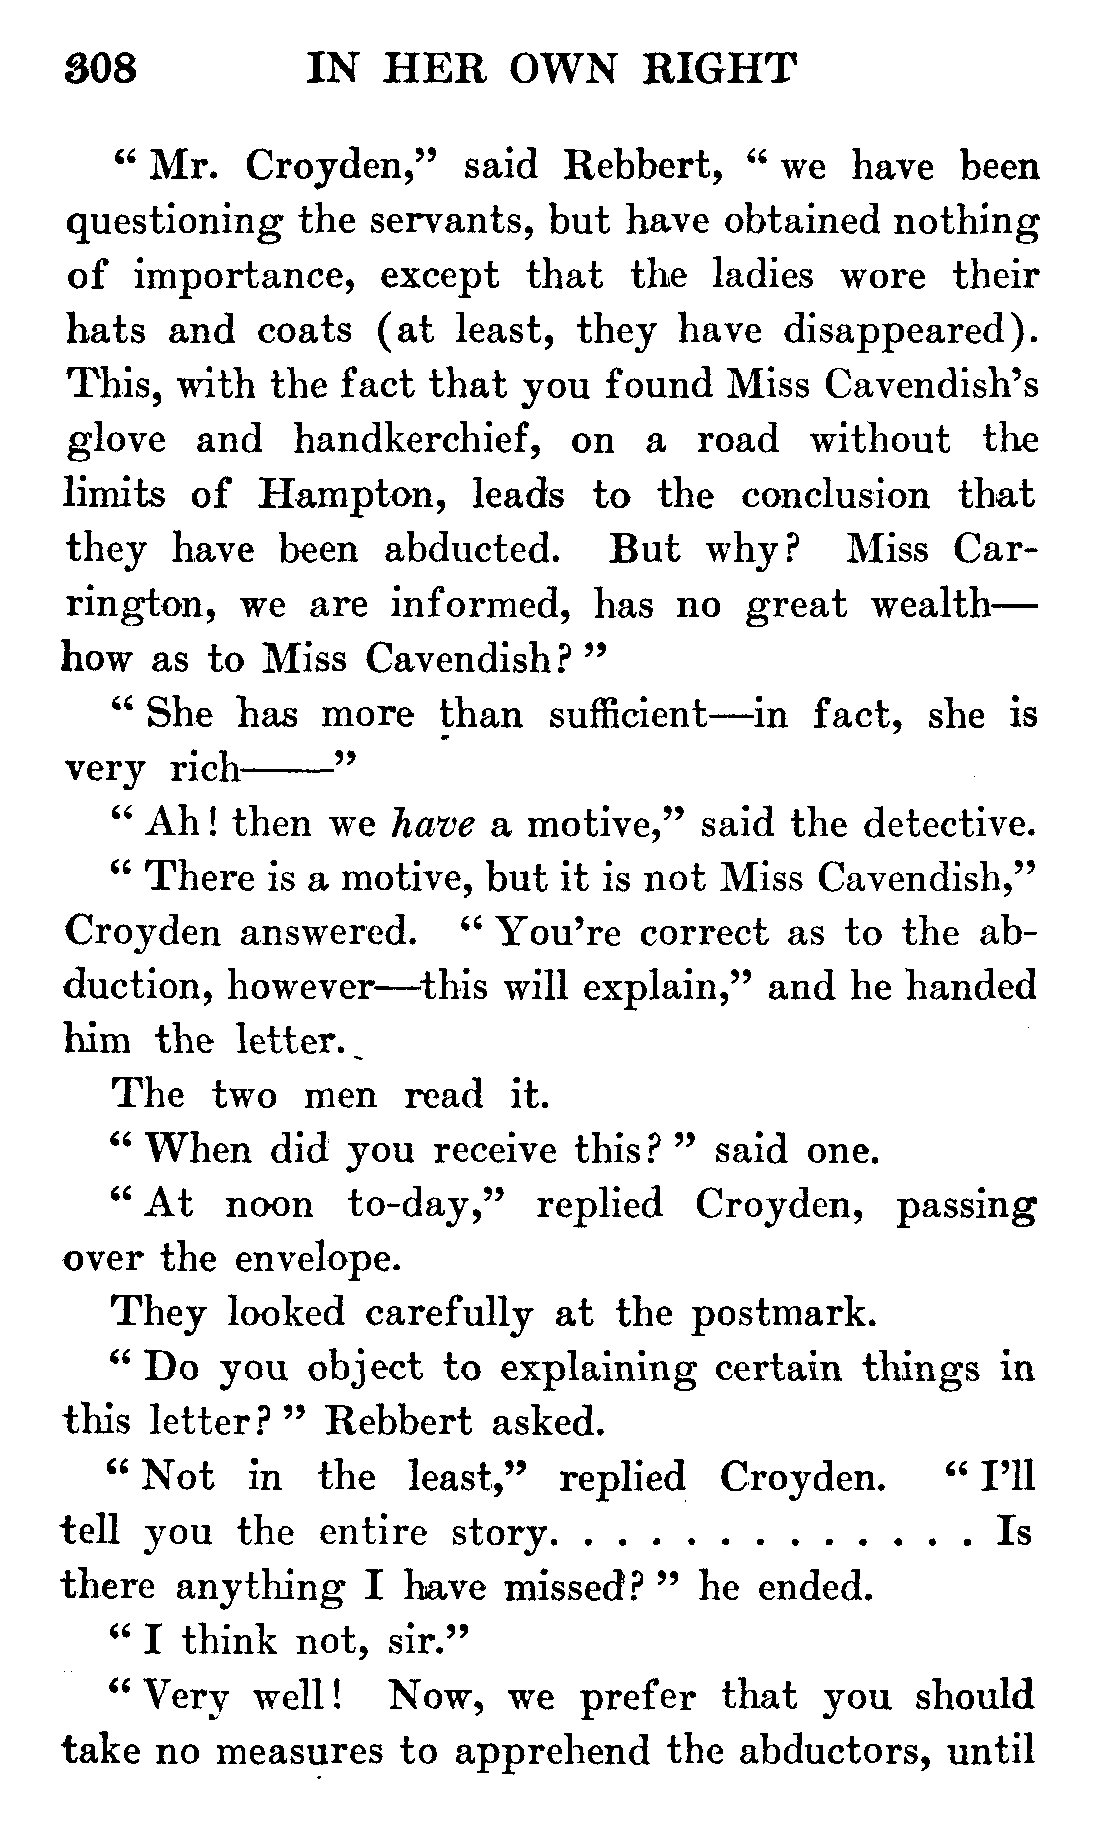 308 IN HER OWN RIGHT
“ Mr. Croyden,” said Rebbert, “ we have been
questioning the servants, but have obtained nothing
of importance, except that the ladies wore their
hats and coats (at least, they have disappeared).
This, with the fact that you found Miss Cavendish’s
glove and handkerchief, on a road without the
limits of Hampton, leads to the conclusion that
they have been abducted. But why? Miss Car-
rington, we are informed, has no great wealth—
how as to Miss Cavendish? ”
“ She has more than sufficient—in fact, she is
very rich——”
“ Ah! then we have a motive,” said the detective.
“ There is a motive, but it is not Miss Cavendish,”
Croyden answered. “ You’re correct as to the ab-
duction, however—this will explain,” and he handed
him the letter.
The two men read it.
“ When did you receive this? ” said one.
“ At noon to-day,” replied Croyden, passing
over the envelope.
They looked carefully at the postmark.
“ Do you object to explaining certain things in
this letter? ” Rebbert asked.
“ Not in the least,” replied Croyden. “ I’ll
tell you the entire story. . . . . . . . . . . . . Is
there anything I have missed? ” he ended.
“ I think not, sir.”
“ Very well! Now, we prefer that you should
take no measures to apprehend the abductors, until